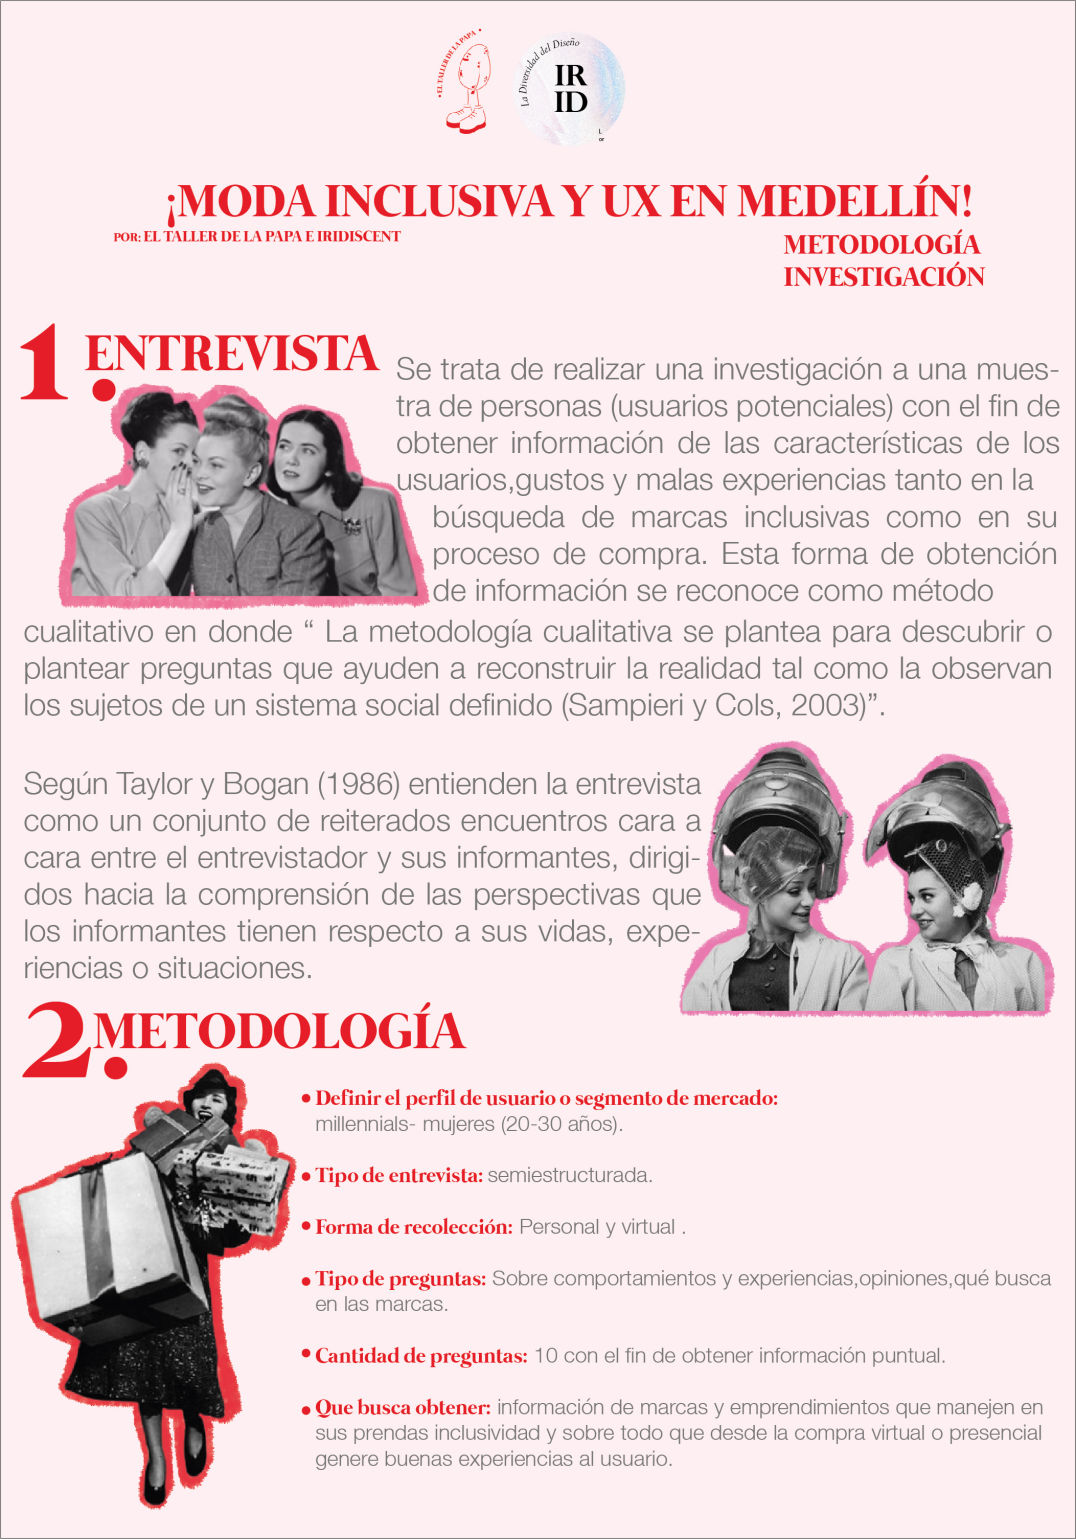 • EL TALLER DE LA PAPA •
La Diversidad del Diseño
IR
ID
L
or
¡MODA INCLUSIVA Y UX EN MEDELLÍN!
POR: EL TALLER DE LA PAPA E IRIDISCENT
METODOLOGÍA
INVESTIGACIÓN
1. ENTREVISTA
Se trata de realizar una investigación a una mues-
tra de personas (usuarios potenciales) con el fin de
obtener información de las características de los
usuarios,gustos y malas experiencias tanto en la
búsqueda de marcas inclusivas como en su
proceso de compra. Esta forma de obtención
de información se reconoce como método
cualitativo en donde “ La metodología cualitativa se plantea para descubrir o
plantear preguntas que ayuden a reconstruir la realidad tal como la observan
los sujetos de un sistema social definido (Sampieri y Cols, 2003)”.
Según Taylor y Bogan (1986) entienden la entrevista
como un conjunto de reiterados encuentros cara a
cara entre el entrevistador y sus informantes, dirigi-
dos hacia la comprensión de las perspectivas que
los informantes tienen respecto a sus vidas, expe-
riencias o situaciones.
2. METODOLOGÍA
• Definir el perfil de usuario o segmento de mercado:
millennials- mujeres (20-30 años).
• Tipo de entrevista: semiestructurada.
• Forma de recolección: Personal y virtual .
• Tipo de preguntas: Sobre comportamientos y experiencias,opiniones,qué busca
en las marcas.
• Cantidad de preguntas: 10 con el fin de obtener información puntual.
• Que busca obtener: información de marcas y emprendimientos que manejen en
sus prendas inclusividad y sobre todo que desde la compra virtual o presencial
genere buenas experiencias al usuario.